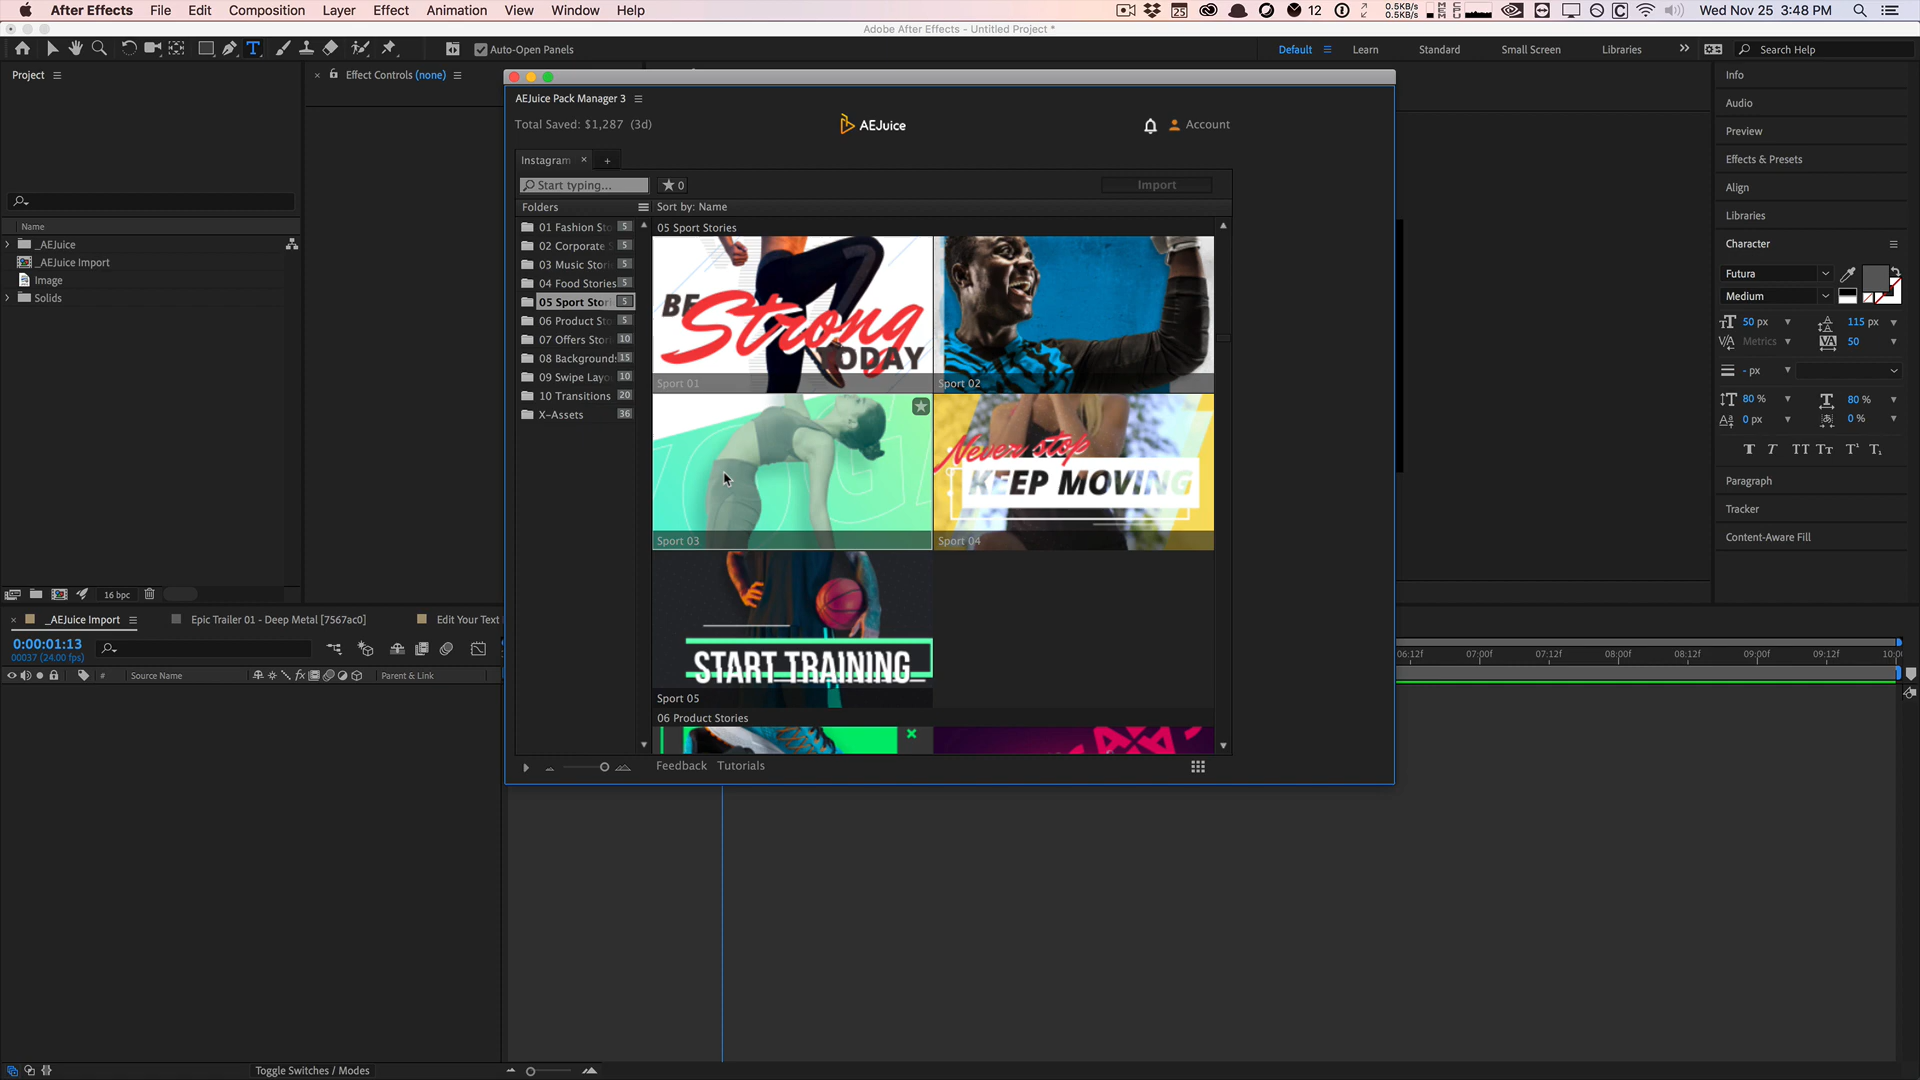 After Effects File Edit Composition Layer Effect Animation View Window Help
12 0.5KB/s 0.5KB/s Wed Nov 25 3:48 PM
Adobe After Effects - Untitled Project *
Auto-Open Panels Default Learn Standard Small Screen Libraries Search Help
Project
Effect Controls (none)
Name
_AEJuice
_AEJuice Import
Image
Solids
16 bpc
AEJuice Pack Manager 3
Total Saved: $1,287 (3d)
AEJuice
Account
Instagram
Start typing...
0
Import
Folders
Sort by: Name
01 Fashion Sto 5
02 Corporate 5
03 Music Stori 5
04 Food Stories 5
05 Sport Stori 5
06 Product Sto 5
07 Offers Stori 10
08 Backgrounds 15
09 Swipe Layo 10
10 Transitions 20
X-Assets 36
05 Sport Stories
BE Strong TODAY
Sport 01
Sport 02
YOGA
Sport 03
Never stop
KEEP MOVING
Sport 04
START TRAINING_
Sport 05
06 Product Stories
Feedback Tutorials
Info
Audio
Preview
Effects & Presets
Align
Libraries
Character
Futura
Medium
50 px 115 px
Metrics 50
- px
80 % 80 %
0 px 0 %
Paragraph
Tracker
Content-Aware Fill
_AEJuice Import
Epic Trailer 01 - Deep Metal [7567ac0]
Edit Your Text
0:00:01:13
00037 (24.00 fps)
# Source Name Parent & Link
06:12f 07:00f 07:12f 08:00f 08:12f 09:00f 09:12f 10:0
Toggle Switches / Modes